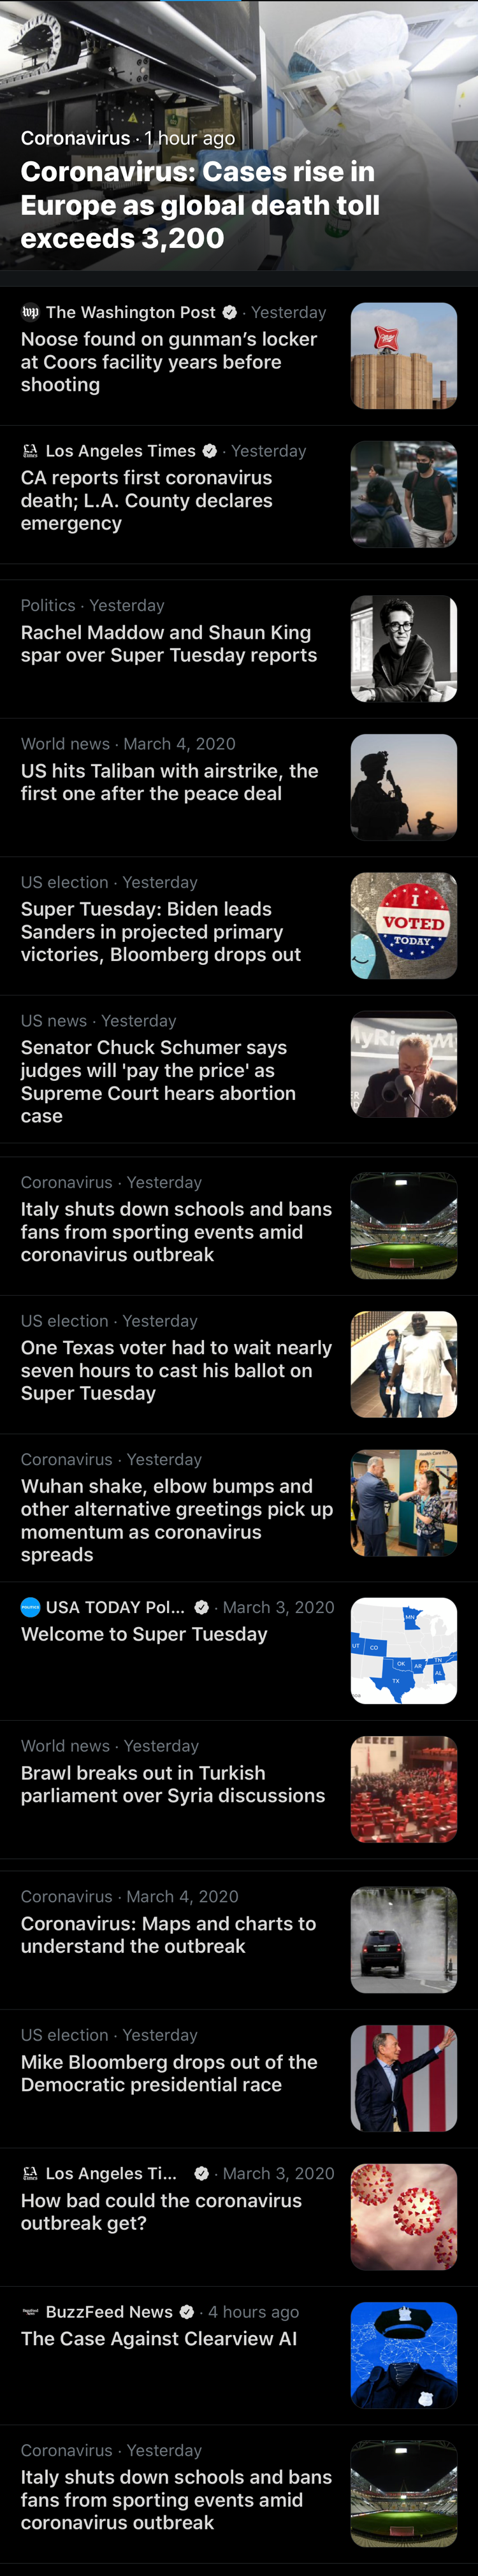 Coronavirus · 1 hour ago
Coronavirus: Cases rise in
Europe as global death toll
exceeds 3,200
wp The Washington Post · Yesterday
Noose found on gunman's locker
at Coors facility years before
shooting
LA Times Los Angeles Times · Yesterday
CA reports first coronavirus
death; L.A. County declares
emergency
Politics · Yesterday
Rachel Maddow and Shaun King
spar over Super Tuesday reports
World news · March 4, 2020
US hits Taliban with airstrike, the
first one after the peace deal
US election · Yesterday
Super Tuesday: Biden leads
Sanders in projected primary
victories, Bloomberg drops out
I
VOTED
TODAY
US news · Yesterday
Senator Chuck Schumer says
judges will 'pay the price' as
Supreme Court hears abortion
case
Coronavirus · Yesterday
Italy shuts down schools and bans
fans from sporting events amid
coronavirus outbreak
US election · Yesterday
One Texas voter had to wait nearly
seven hours to cast his ballot on
Super Tuesday
Coronavirus · Yesterday
Wuhan shake, elbow bumps and
other alternative greetings pick up
momentum as coronavirus
spreads
USA TODAY Pol... · March 3, 2020
Welcome to Super Tuesday
MN
UT CO
OK AR TN
AL
TX
World news · Yesterday
Brawl breaks out in Turkish
parliament over Syria discussions
Coronavirus · March 4, 2020
Coronavirus: Maps and charts to
understand the outbreak
US election · Yesterday
Mike Bloomberg drops out of the
Democratic presidential race
LA Times Los Angeles Ti... · March 3, 2020
How bad could the coronavirus
outbreak get?
BuzzFeed News · 4 hours ago
The Case Against Clearview AI
Coronavirus · Yesterday
Italy shuts down schools and bans
fans from sporting events amid
coronavirus outbreak